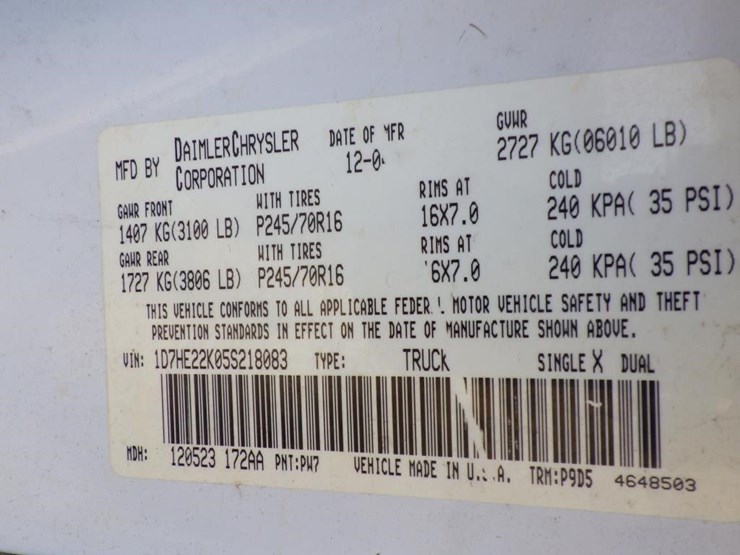 MFD BY DAIMLERCHRYSLER CORPORATION
DATE OF MFR
GVWR
2727 KG(06010 LB)
GAWR FRONT WITH TIRES RIMS AT COLD
1407 KG(3100 LB) P245/70R16 16X7.0 240 KPA( 35 PSI)
GAWR REAR WITH TIRES RIMS AT COLD
1727 KG(3806 LB) P245/70R16 6X7.0 240 KPA( 35 PSI)
THIS VEHICLE CONFORMS TO ALL APPLICABLE MOTOR VEHICLE SAFETY AND THEFT
PREVENTION STANDARDS IN EFFECT ON THE DATE OF MANUFACTURE SHOWN ABOVE.
VIN: 1D7HE22K05S218083 TYPE: TRUCK SINGLE X DUAL
MDH: 120523 172AA PNT:PW7 VEHICLE MADE IN TRM:P9D5 4648503